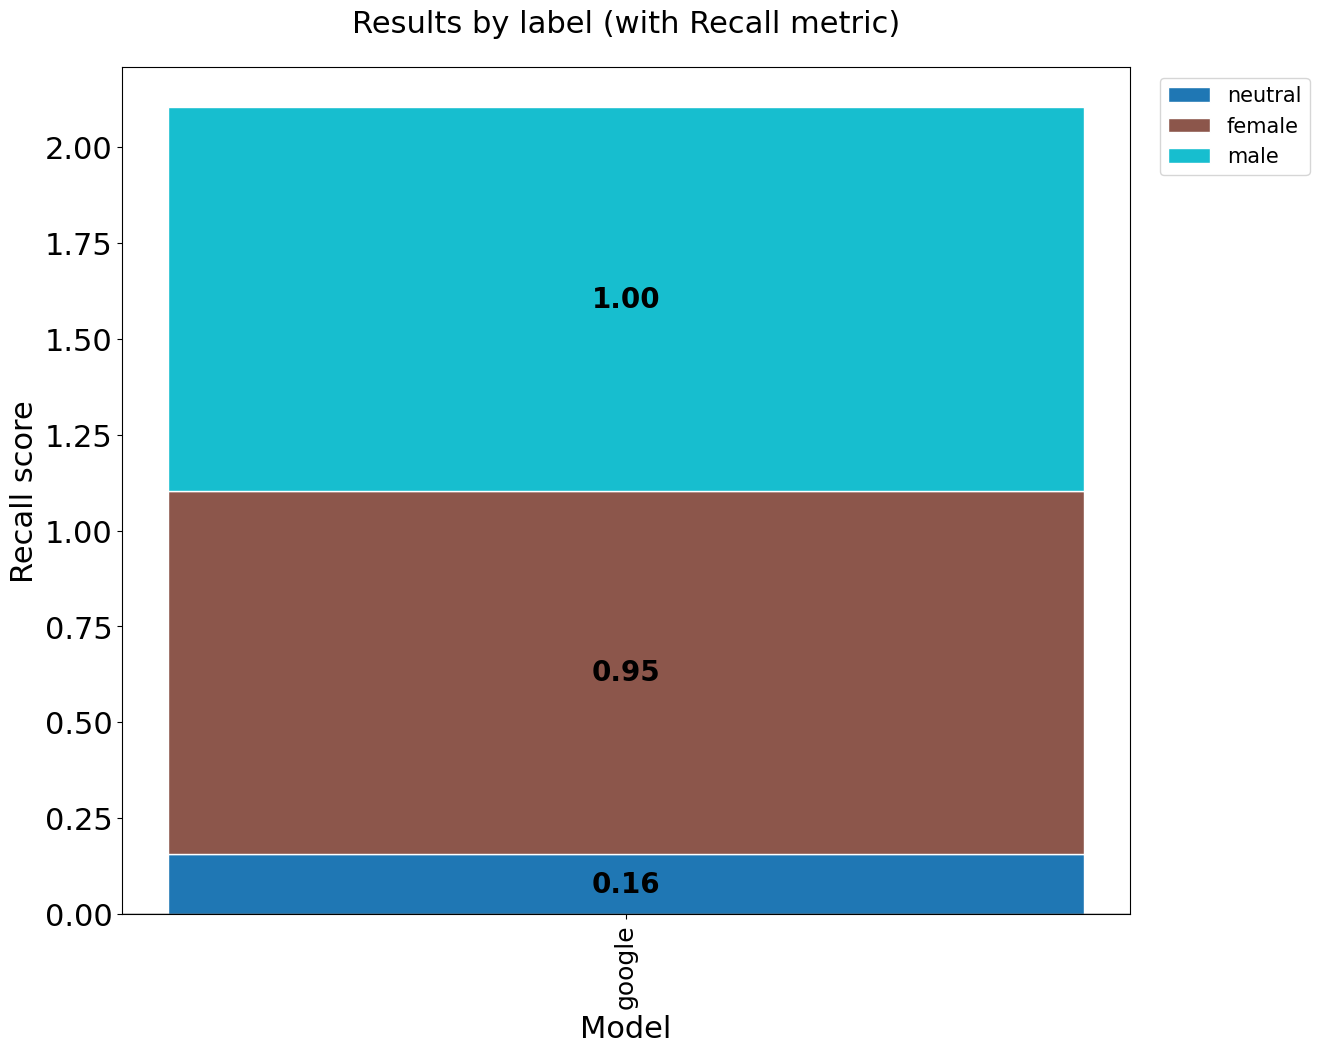 Results by label (with Recall metric)
neutral
female
male
2.00
1.75
1.50
1.25
1.00
0.75
0.50
0.25
0.00
Recall score
1.00
0.95
0.16
google
Model